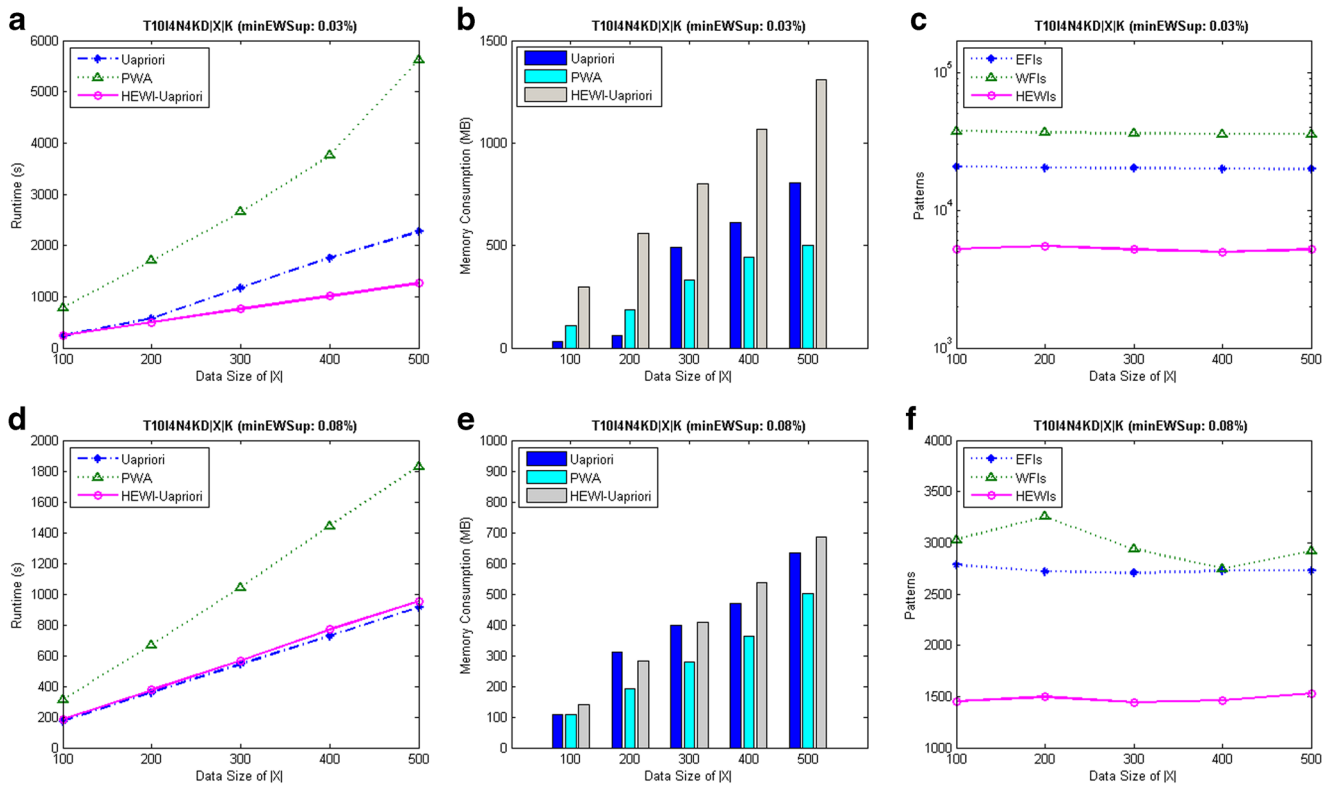 a
T10I4N4KD|X|K (minEWSup: 0.03%)
Uapriori
PWA
HEWI-Uapriori
Runtime (s)
6000
5000
4000
3000
2000
1000
0
100 200 300 400 500
Data Size of |X|
b
T10I4N4KD|X|K (minEWSup: 0.03%)
Uapriori
PWA
HEWI-Uapriori
Memory Consumption (MB)
1500
1000
500
0
100 200 300 400 500
Data Size of |X|
c
T10I4N4KD|X|K (minEWSup: 0.03%)
EFIs
WFIs
HEWIs
Patterns
10^5
10^4
10^3
100 200 300 400 500
Data Size of |X|
d
T10I4N4KD|X|K (minEWSup: 0.08%)
Uapriori
PWA
HEWI-Uapriori
Runtime (s)
2000
1800
1600
1400
1200
1000
800
600
400
200
0
100 200 300 400 500
Data Size of |X|
e
T10I4N4KD|X|K (minEWSup: 0.08%)
Uapriori
PWA
HEWI-Uapriori
Memory Consumption (MB)
1000
900
800
700
600
500
400
300
200
100
0
100 200 300 400 500
Data Size of |X|
f
T10I4N4KD|X|K (minEWSup: 0.08%)
EFIs
WFIs
HEWIs
Patterns
4000
3500
3000
2500
2000
1500
1000
100 200 300 400 500
Data Size of |X|